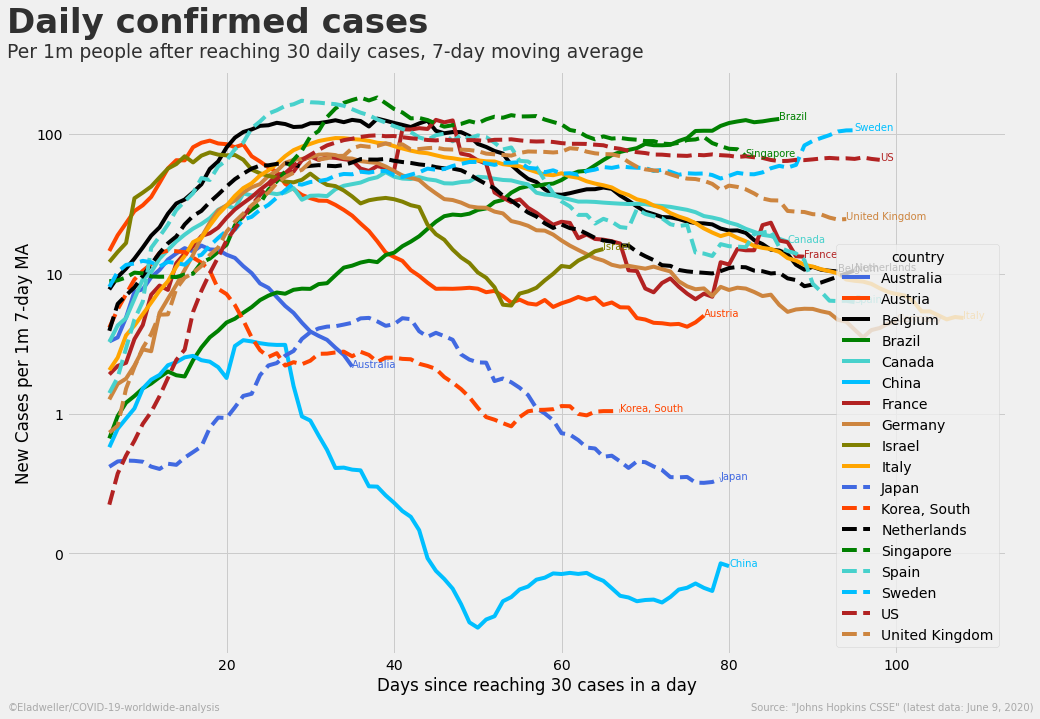 Daily confirmed cases
Per 1m people after reaching 30 daily cases, 7-day moving average
New Cases per 1m 7-day MA
100
10
1
0
20
40
60
80
100
Days since reaching 30 cases in a day
Brazil
Sweden
Singapore
US
United Kingdom
Canada
Israel
France
Netherlands
Italy
Austria
Australia
Korea, South
Japan
China
country
Australia
Austria
Belgium
Brazil
Canada
China
France
Germany
Israel
Italy
Japan
Korea, South
Netherlands
Singapore
Spain
Sweden
US
United Kingdom
©Eladweller/COVID-19-worldwide-analysis
Source: "Johns Hopkins CSSE" (latest data: June 9, 2020)